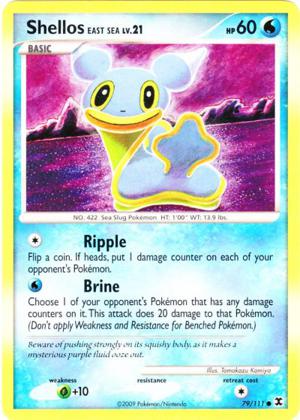 Shellos EAST SEA LV.21 HP 60
BASIC
NO. 422 Sea Slug Pokémon HT: 1'00" WT: 13.9 lbs.
Ripple
Flip a coin. If heads, put 1 damage counter on each of your
opponent's Pokémon.
Brine
Choose 1 of your opponent's Pokémon that has any damage
counters on it. This attack does 20 damage to that Pokémon.
(Don't apply Weakness and Resistance for Benched Pokémon.)
Beware of pushing strongly on its squishy body, as it makes a
mysterious purple fluid ooze out.
Illus. Tomokazu Komiya
weakness resistance retreat cost
+10
©2009 Pokémon/Nintendo 79/111